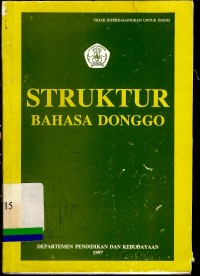 TIDAK DIPERDAGANGKAN UNTUK UMUM
STRUKTUR
BAHASA DONGGO
15
DEPARTEMEN PENDIDIKAN DAN KEBUDAYAAN
1997